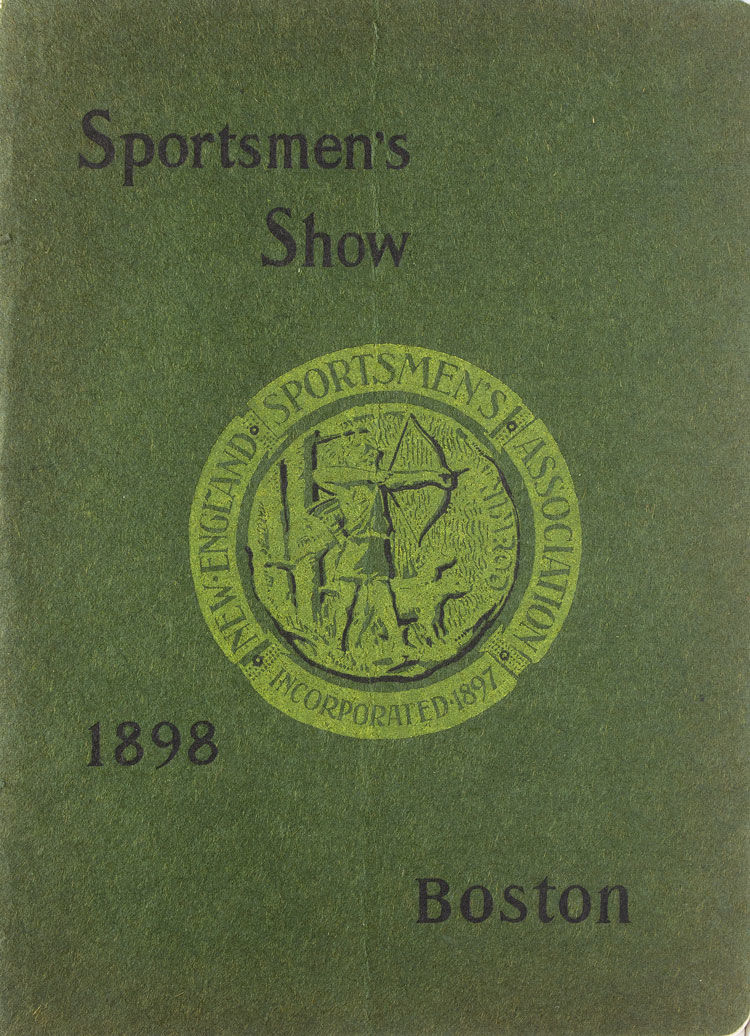 Sportsmen's
Show
NEW·ENGLAND
SPORTSMEN'S
ASSOCIATION
INCORPORATED·1897
1898
Boston